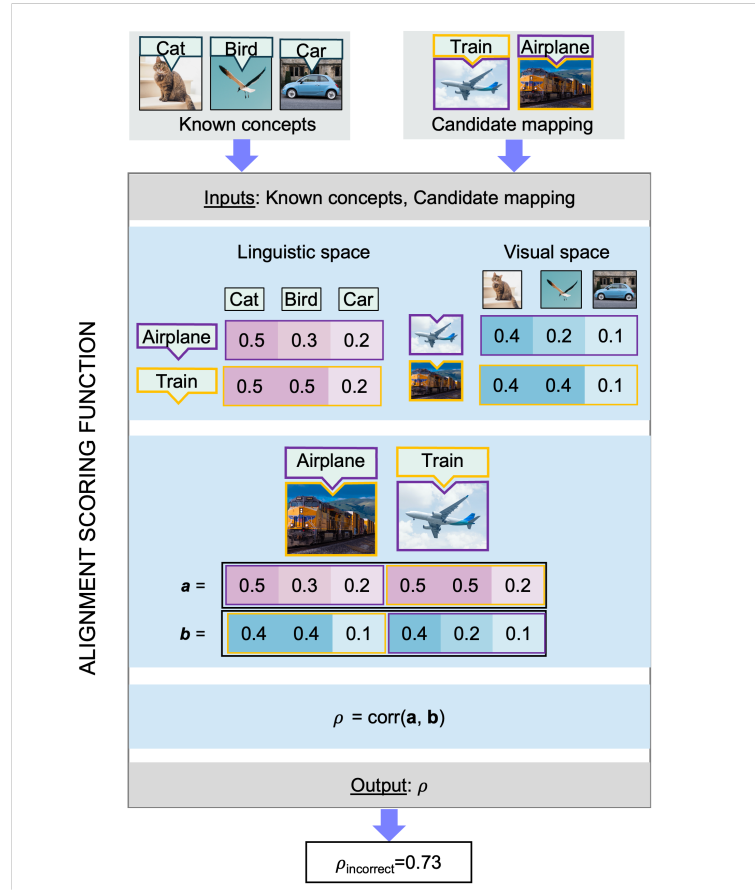 Cat Bird Car
Known concepts
Train Airplane
Candidate mapping
Inputs: Known concepts, Candidate mapping
ALIGNMENT SCORING FUNCTION
Linguistic space
Cat Bird Car
Airplane 0.5 0.3 0.2
Train 0.5 0.5 0.2
Visual space
0.4 0.2 0.1
0.4 0.4 0.1
Airplane Train
a = 0.5 0.3 0.2 0.5 0.5 0.2
b = 0.4 0.4 0.1 0.4 0.2 0.1
ρ = corr(a, b)
Output: ρ
ρincorrect=0.73